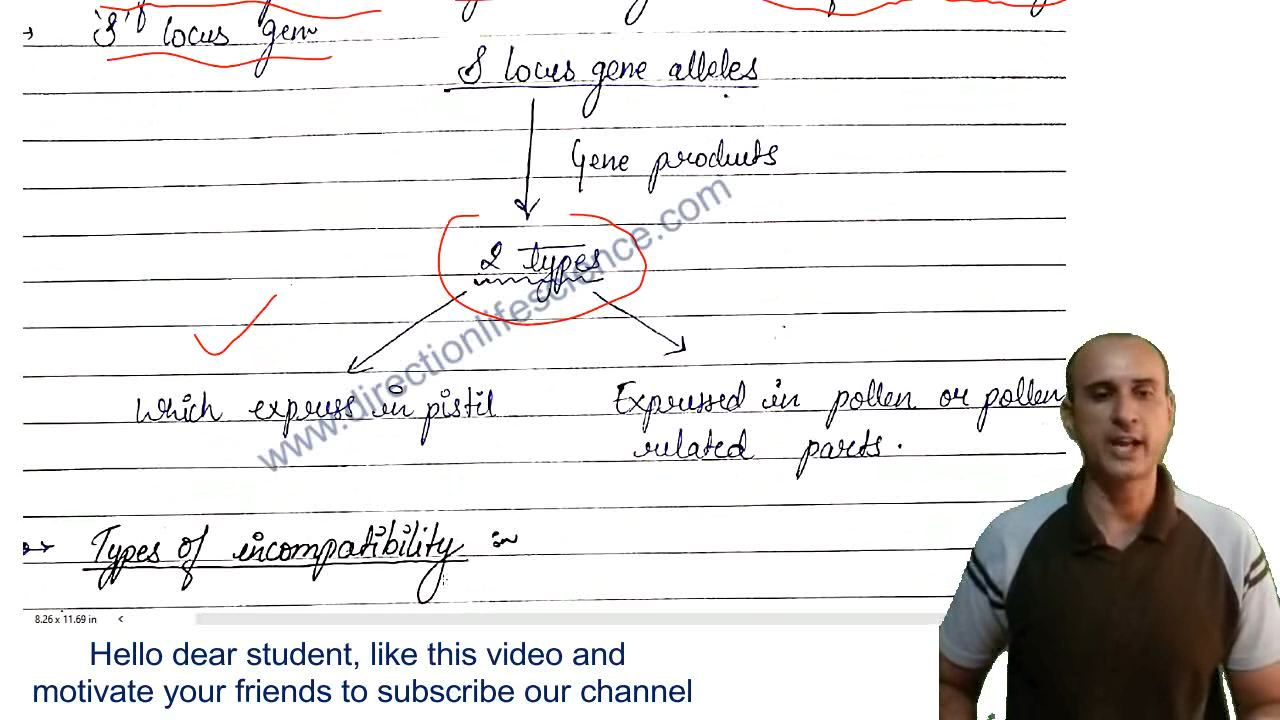 'S' locus gene
S locus gene alleles
Gene products
2 types
which express in pistil
Expressed in pollen or pollen
related parts.
Types of incompatibility :-
www.directionlifescience.com
8.26 x 11.69 in
Hello dear student, like this video and
motivate your friends to subscribe our channel